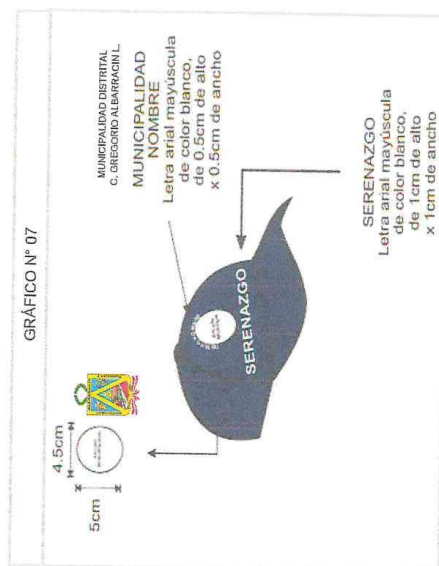 GRÁFICO N° 07
4.5cm
5cm
MUNICIPALIDAD DISTRITAL
C. GREGORIO ALBARRACIN L.
MUNICIPALIDAD
NOMBRE
Letra arial mayúscula
de color blanco,
de 0.5cm de alto
x 0.5cm de ancho
SERENAZGO
SERENAZGO
Letra arial mayúscula
de color blanco,
de 1cm de alto
x 1cm de ancho